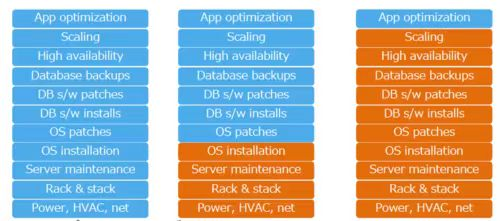 App optimization
Scaling
High availability
Database backups
DB s/w patches
DB s/w installs
OS patches
OS installation
Server maintenance
Rack & stack
Power, HVAC, net
App optimization
Scaling
High availability
Database backups
DB s/w patches
DB s/w installs
OS patches
OS installation
Server maintenance
Rack & stack
Power, HVAC, net
App optimization
Scaling
High availability
Database backups
DB s/w patches
DB s/w installs
OS patches
OS installation
Server maintenance
Rack & stack
Power, HVAC, net